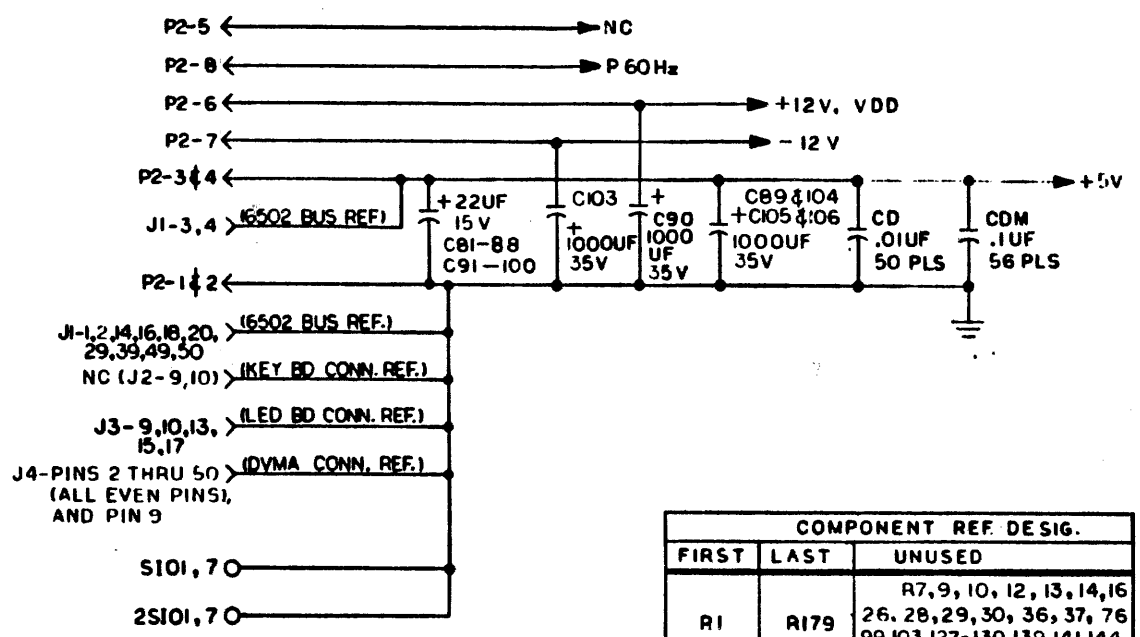 P2-5 NC
P2-8 P 60Hz
P2-6 +12V, VDD
P2-7 -12V
P2-3&4 +5V
J1-3,4 (6502 BUS REF)
+22UF
15V
C81-88
C91-100
C103
+
1000UF
35V
+
C90
1000
UF
35V
C89&104
+C105&106
1000UF
35V
CD
.01UF
50 PLS
CDM
.1UF
56 PLS
P2-1&2
J1-1,2,14,16,18,20, (6502 BUS REF.)
29,39,49,50
NC (J2-9,10) (KEY BD CONN. REF.)
J3-9,10,13, (LED BD CONN. REF.)
15,17
J4-PINS 2 THRU 50 (DVMA CONN. REF.)
(ALL EVEN PINS),
AND PIN 9
SIO1,7
2SIO1,7
COMPONENT REF. DESIG.
FIRST LAST UNUSED
R7,9,10,12,13,14,16
R1 R179 26,28,29,30,36,37,76